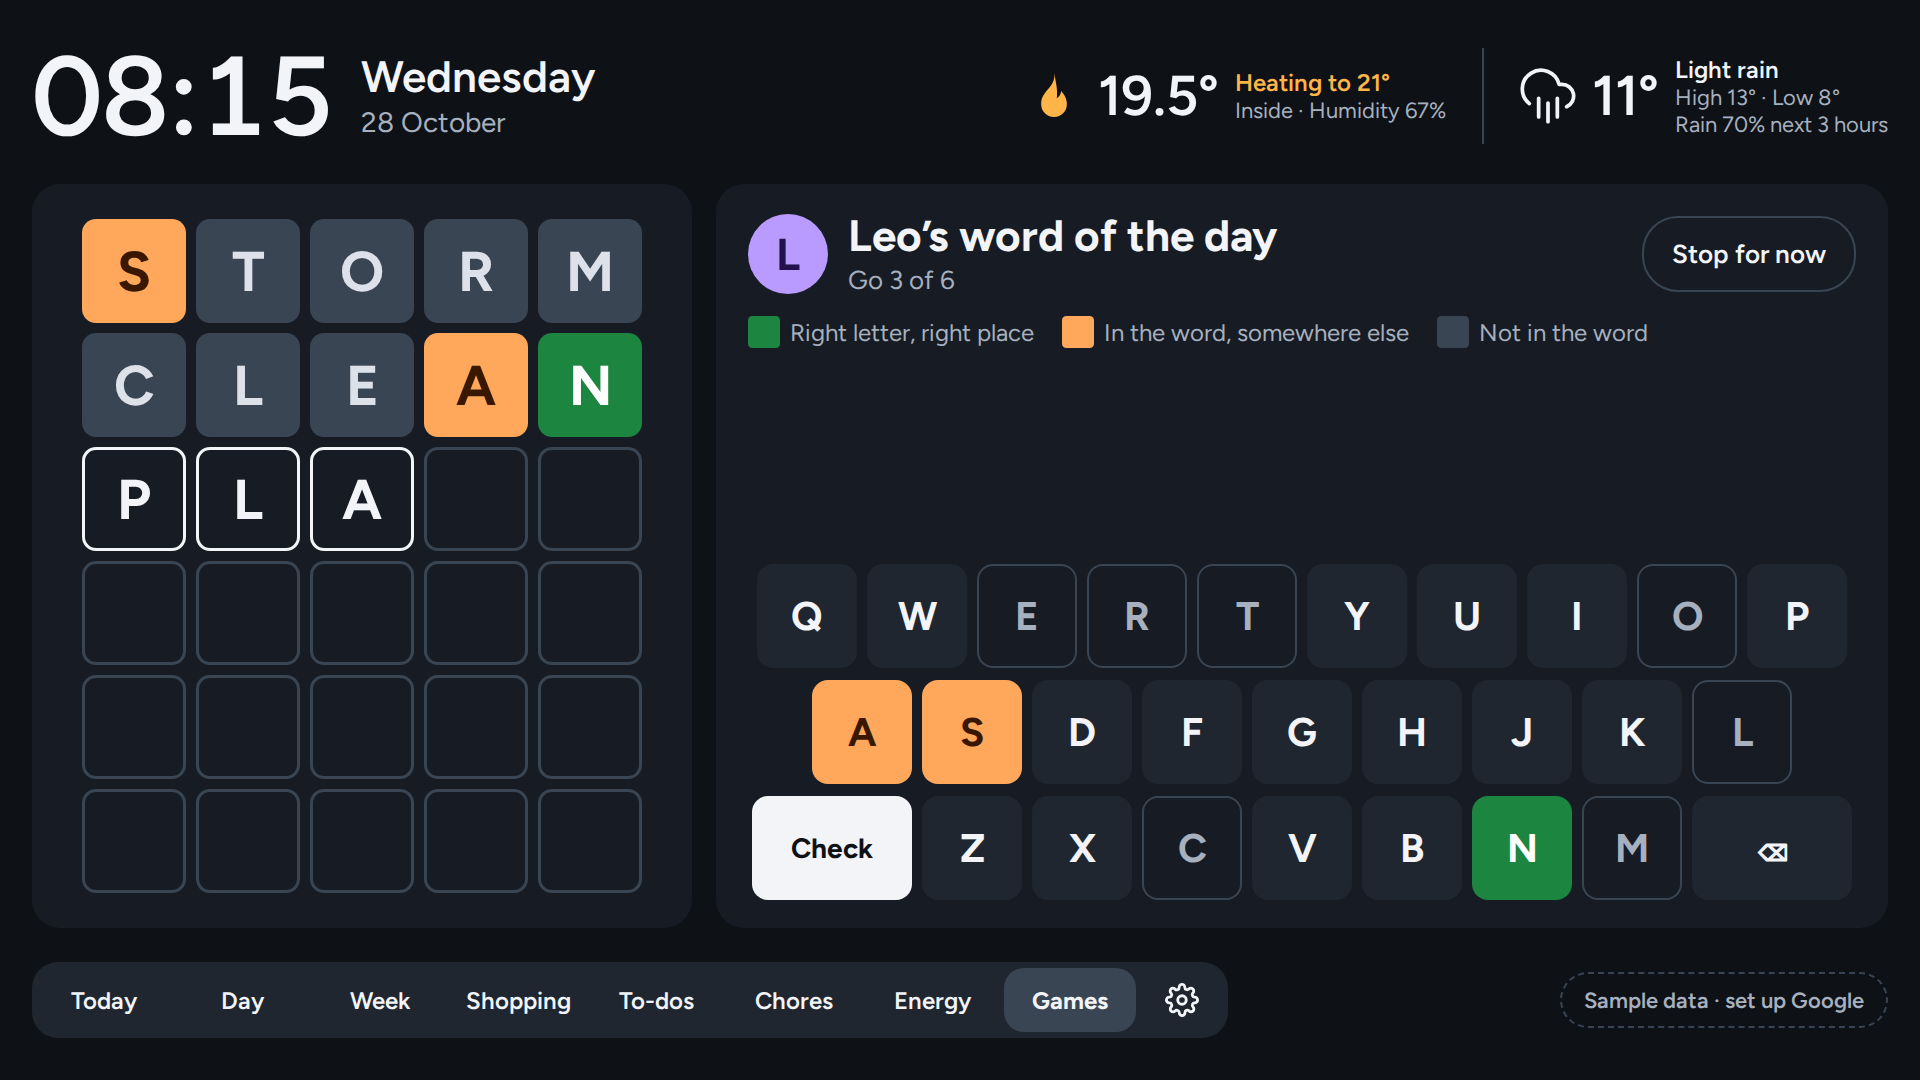 08:15
Wednesday
28 October
19.5°
Heating to 21°
Inside · Humidity 67%
11°
Light rain
High 13° · Low 8°
Rain 70% next 3 hours
S T O R M
C L E A N
P L A
L
Leo’s word of the day
Go 3 of 6
Stop for now
Right letter, right place
In the word, somewhere else
Not in the word
Q W E R T Y U I O P
A S D F G H J K L
Check Z X C V B N M ⌫
Today Day Week Shopping To-dos Chores Energy Games
Sample data · set up Google